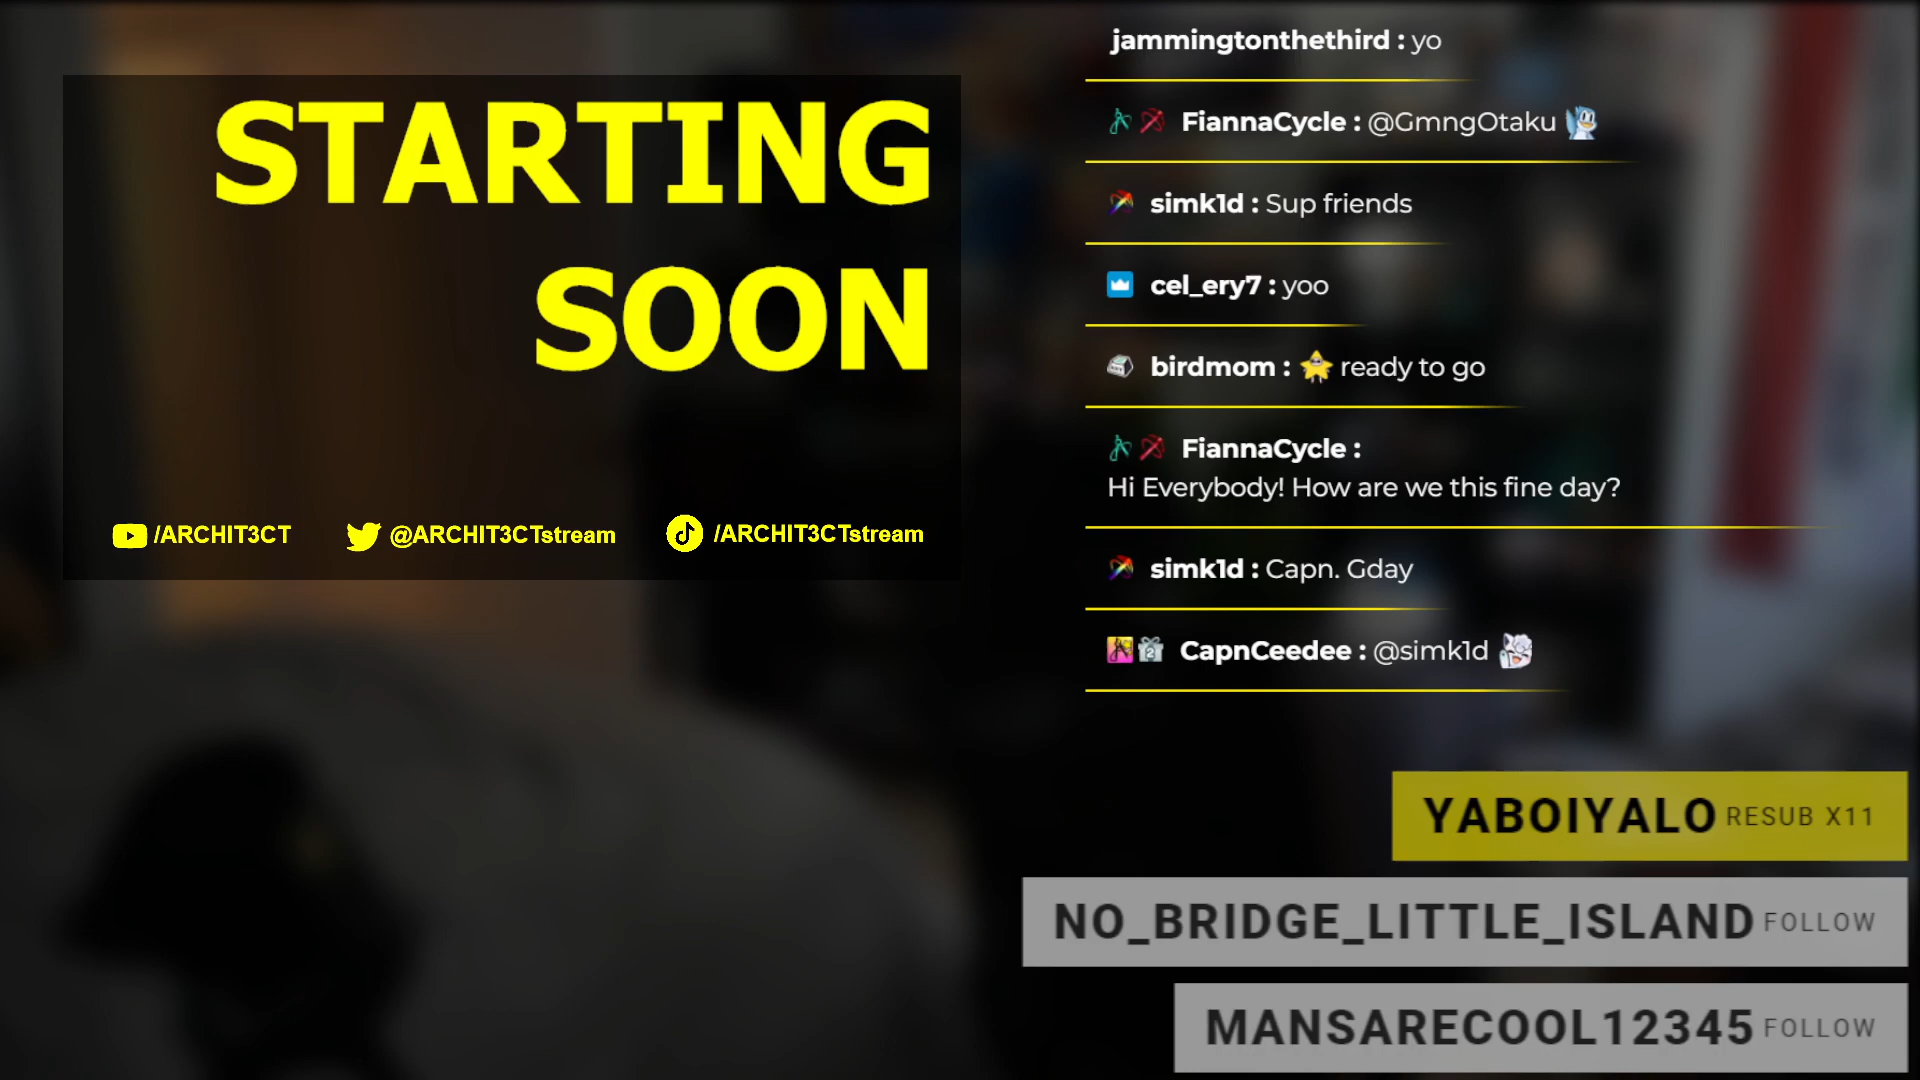 STARTING
SOON
/ARCHIT3CT
@ARCHIT3CTstream
/ARCHIT3CTstream
jammingtonthethird : yo
FiannaCycle : @GmngOtaku
simk1d : Sup friends
cel_ery7 : yoo
birdmom : ready to go
FiannaCycle :
Hi Everybody! How are we this fine day?
simk1d : Capn. Gday
CapnCeedee : @simk1d
YABOIYALO RESUB X11
NO_BRIDGE_LITTLE_ISLAND FOLLOW
MANSARECOOL12345 FOLLOW